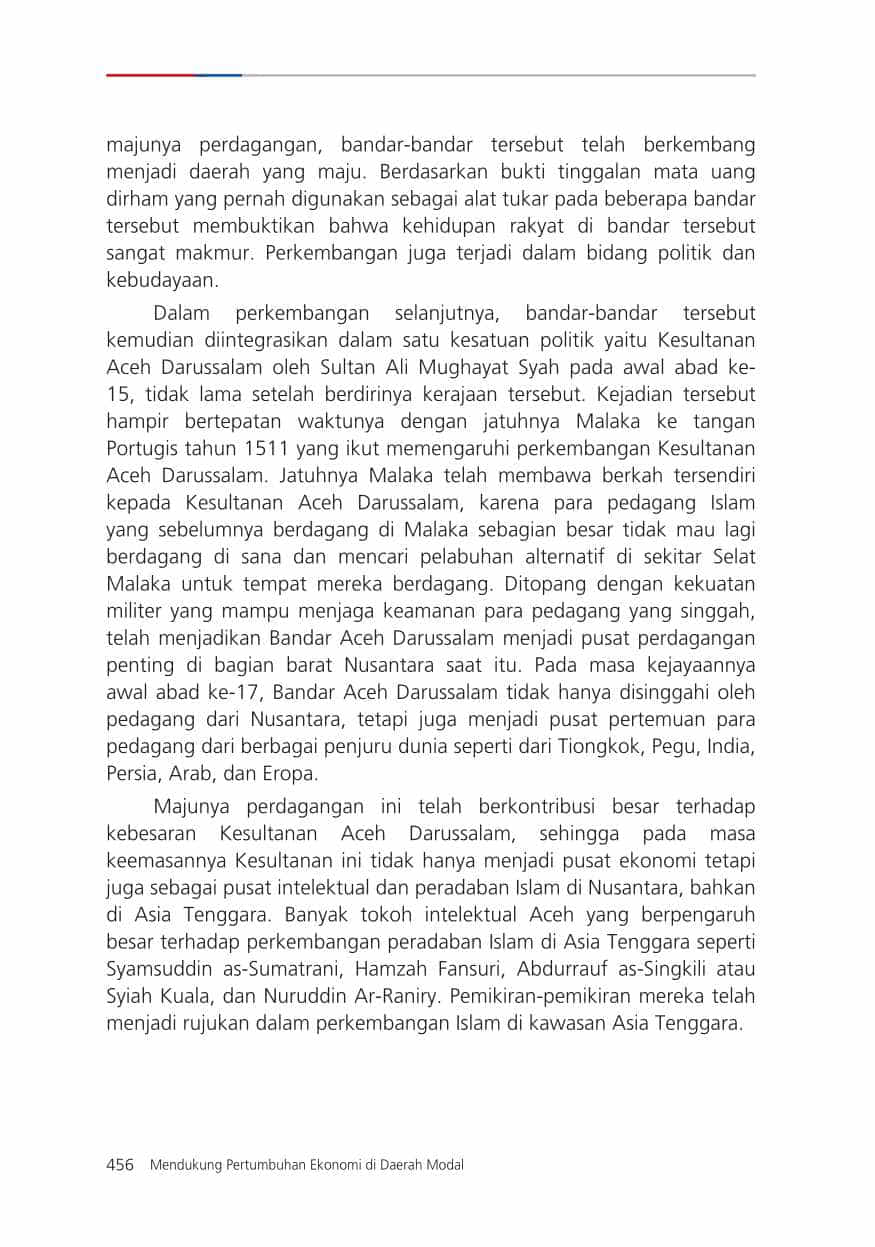 majunya perdagangan, bandar-bandar tersebut telah berkembang
menjadi daerah yang maju. Berdasarkan bukti tinggalan mata uang
dirham yang pernah digunakan sebagai alat tukar pada beberapa bandar
tersebut membuktikan bahwa kehidupan rakyat di bandar tersebut
sangat makmur. Perkembangan juga terjadi dalam bidang politik dan
kebudayaan.
Dalam perkembangan selanjutnya, bandar-bandar tersebut
kemudian diintegrasikan dalam satu kesatuan politik yaitu Kesultanan
Aceh Darussalam oleh Sultan Ali Mughayat Syah pada awal abad ke-
15, tidak lama setelah berdirinya kerajaan tersebut. Kejadian tersebut
hampir bertepatan waktunya dengan jatuhnya Malaka ke tangan
Portugis tahun 1511 yang ikut memengaruhi perkembangan Kesultanan
Aceh Darussalam. Jatuhnya Malaka telah membawa berkah tersendiri
kepada Kesultanan Aceh Darussalam, karena para pedagang Islam
yang sebelumnya berdagang di Malaka sebagian besar tidak mau lagi
berdagang di sana dan mencari pelabuhan alternatif di sekitar Selat
Malaka untuk tempat mereka berdagang. Ditopang dengan kekuatan
militer yang mampu menjaga keamanan para pedagang yang singgah,
telah menjadikan Bandar Aceh Darussalam menjadi pusat perdagangan
penting di bagian barat Nusantara saat itu. Pada masa kejayaannya
awal abad ke-17, Bandar Aceh Darussalam tidak hanya disinggahi oleh
pedagang dari Nusantara, tetapi juga menjadi pusat pertemuan para
pedagang dari berbagai penjuru dunia seperti dari Tiongkok, Pegu, India,
Persia, Arab, dan Eropa.
Majunya perdagangan ini telah berkontribusi besar terhadap
kebesaran Kesultanan Aceh Darussalam, sehingga pada masa
keemasannya Kesultanan ini tidak hanya menjadi pusat ekonomi tetapi
juga sebagai pusat intelektual dan peradaban Islam di Nusantara, bahkan
di Asia Tenggara. Banyak tokoh intelektual Aceh yang berpengaruh
besar terhadap perkembangan peradaban Islam di Asia Tenggara seperti
Syamsuddin as-Sumatrani, Hamzah Fansuri, Abdurrauf as-Singkili atau
Syiah Kuala, dan Nuruddin Ar-Raniry. Pemikiran-pemikiran mereka telah
menjadi rujukan dalam perkembangan Islam di kawasan Asia Tenggara.
456 Mendukung Pertumbuhan Ekonomi di Daerah Modal